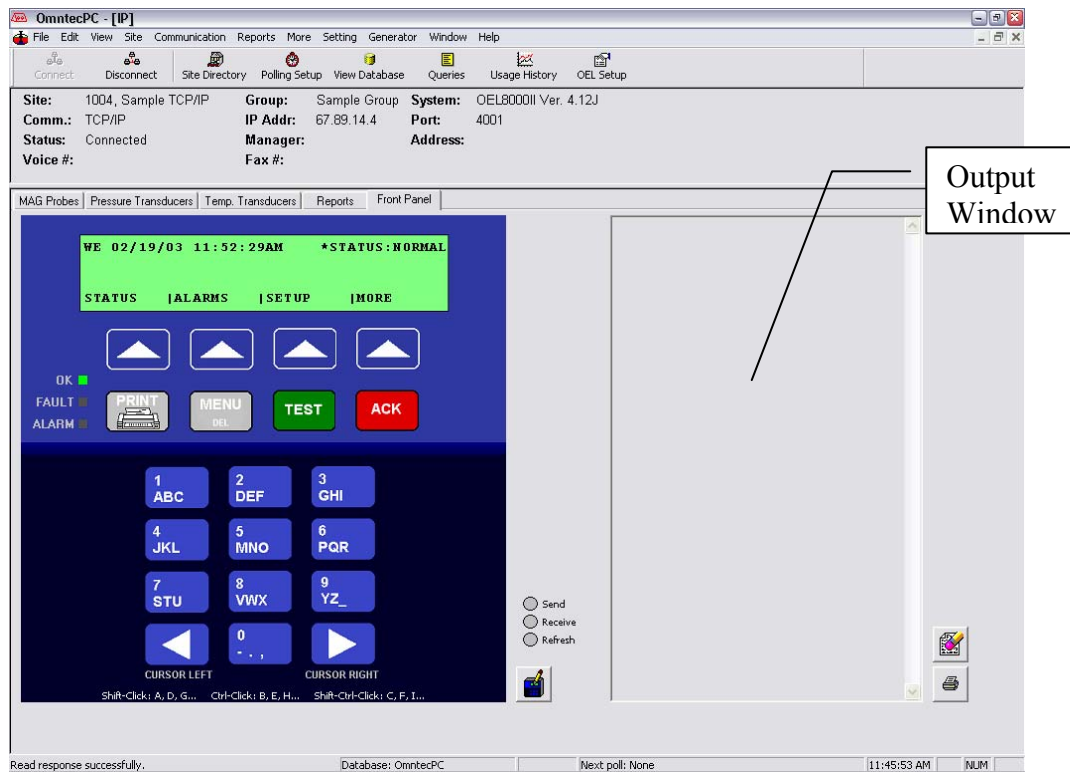 OmntecPC - [IP]
File Edit View Site Communication Reports More Setting Generator Window Help
Connect Disconnect Site Directory Polling Setup View Database Queries Usage History OEL Setup
Site: 1004, Sample TCP/IP Group: Sample Group System: OEL8000II Ver. 4.12J
Comm.: TCP/IP IP Addr: 67.89.14.4 Port: 4001
Status: Connected Manager: Address:
Voice #: Fax #:
Output
Window
MAG Probes Pressure Transducers Temp. Transducers Reports Front Panel
WE 02/19/03 11:52:29AM *STATUS:NORMAL
STATUS |ALARMS |SETUP |MORE
OK
FAULT
ALARM
PRINT MENU DEL TEST ACK
1 ABC
2 DEF
3 GHI
4 JKL
5 MNO
6 PQR
7 STU
8 VWX
9 YZ_
0 - . ,
CURSOR LEFT CURSOR RIGHT
Shift-Click: A, D, G... Ctrl-Click: B, E, H... Shift-Ctrl-Click: C, F, I...
Send
Receive
Refresh
Read response successfully. Database: OmntecPC Next poll: None 11:45:53 AM NUM